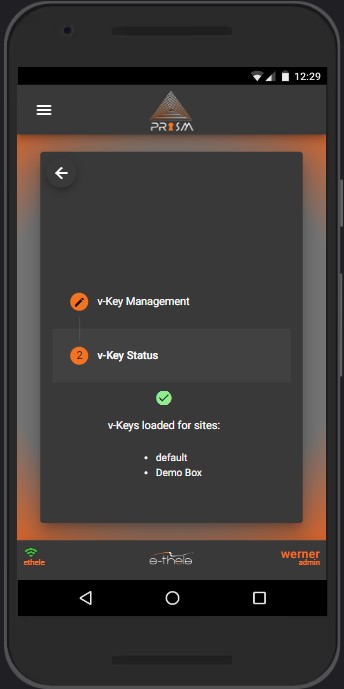 12:29
PRISM
v-Key Management
2 v-Key Status
v-Keys loaded for sites:
• default
• Demo Box
ethele
e-thele
werner
admin